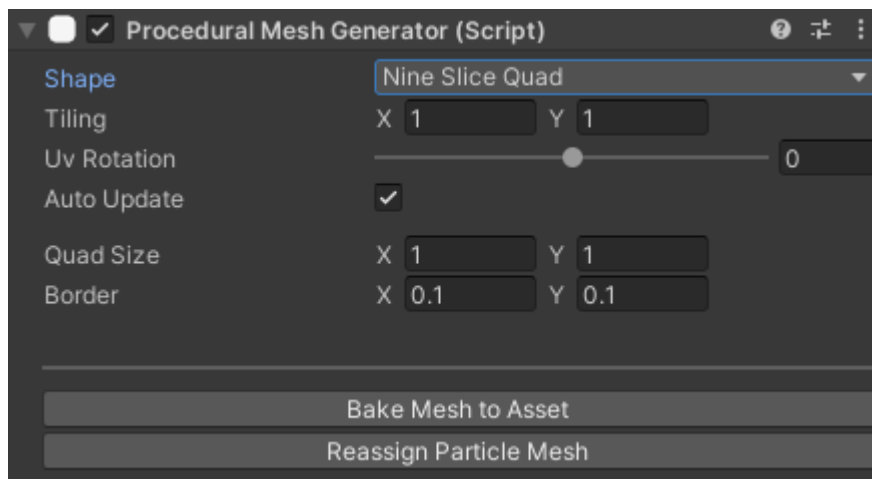 Procedural Mesh Generator (Script)
Shape Nine Slice Quad
Tiling X 1 Y 1
Uv Rotation 0
Auto Update
Quad Size X 1 Y 1
Border X 0.1 Y 0.1
Bake Mesh to Asset
Reassign Particle Mesh